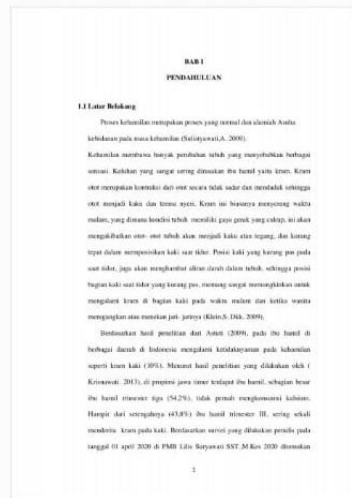 BAB I
PENDAHULUAN
1.1 Latar Belakang
Proses kehamilan merupakan proses yang normal dan alamiah Asuha
kebidanan pada masa kehamilan (Sulistyawati,A. 2009).
Kehamilan membawa banyak perubahan tubuh yang menyebabkan berbagai
sensasi. Keluhan yang sering dirasakan ibu hamil yaitu kram. Kram
otot merupakan kontraksi dari otot secara tidak sadar dan mendadak sehingga
otot menjadi kaku dan terasa nyeri. Kram ini biasanya menyerang waktu
malam, yang dimana kondisi tubuh memiliki gaya gerak yang cukup, ini akan
mengakibatkan otot- otot tubuh akan menjadi kaku atau tegang, dan kurang
tepat dalam memposisikan kaki saat tidur. Posisi kaki yang kurang pas pada
saat tidur, juga akan menghambat aliran darah dalam tubuh, sehingga posisi
bagian kaki saat tidur yang kurang pas, memang sangat memungkinkan untuk
mengalami kram di bagian kaki pada waktu malam dan ketika wanita
meregangkan atau menekan jari- jarinya (Klein,S. Dkk, 2009).
Berdasarkan hasil penelitian dari Astuti (2009), pada ibu hamil di
berbagai daerah di Indonesia mengalami ketidaknyaman pada kehamilan
seperti kram kaki (10%). Menurut hasil penelitian yang dilakukan oleh (
Krisnawati. 2013), di propinsi jawa timur terdapat ibu hamil, sebagian besar
ibu hamil trimester tiga (54,2%), tidak pernah mengkonsumsi kalsium.
Hampir dari setengahnya (43,8%) ibu hamil trimester III, sering sekali
menderita kram pada kaki. Berdasarkan survei yang dilakukan penulis pada
tanggal 01 april 2020 di PMB Lilis Suryawati SST .M.Kes 2020 ditemukan
1